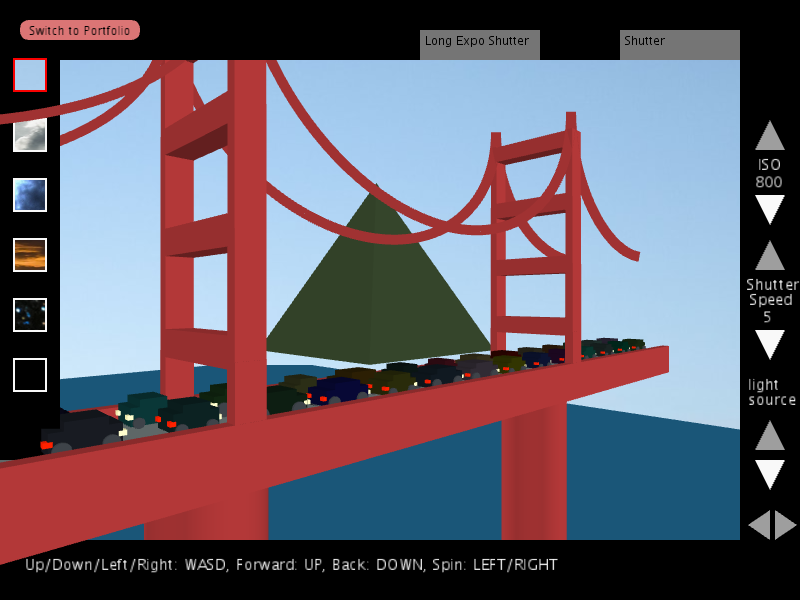 Switch to Portfolio
Long Expo Shutter
Shutter
ISO
800
Shutter
Speed
5
light
source
Up/Down/Left/Right: WASD, Forward: UP, Back: DOWN, Spin: LEFT/RIGHT